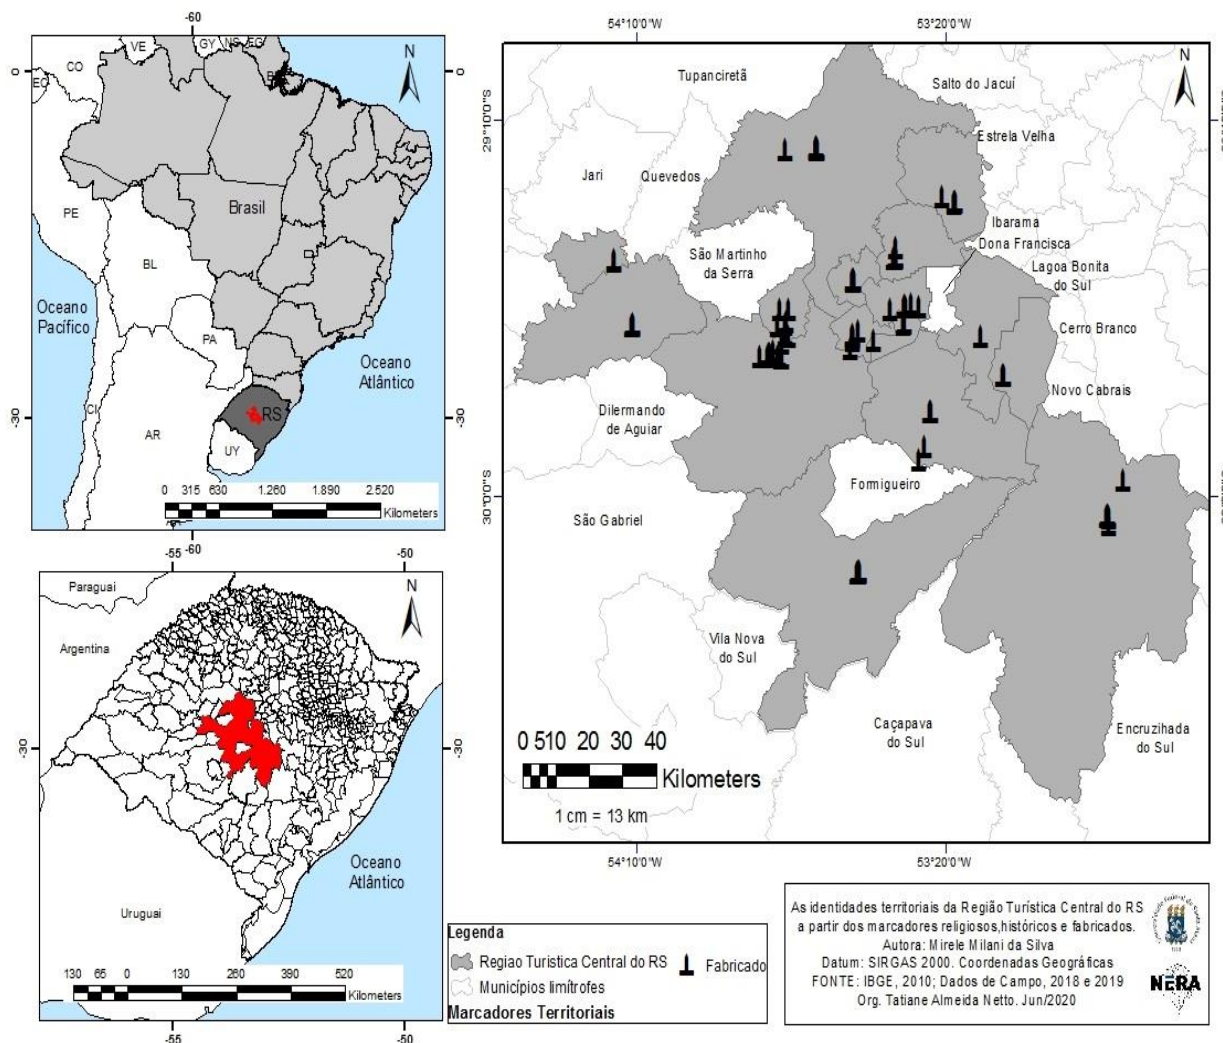 -60
VE
GY
CO
EC
0
0
N
Brasil
PE
BL
Oceano
Pacífico
PA
Oceano
Atlântico
-30
-30
CI
RS
AR
UY
0 315 630 1.260 1.890 2.520
Kilometers
-60
-55
-50
Paraguai
N
Argentina
-30
-30
Oceano
Atlântico
Uruguai
130 65 0 130 260 390 520
Kilometers
-55
-50
54°10'0"W
53°20'0"W
N
Tupanciretã
Salto do Jacuí
29°10'0"S
Estrela Velha
Jari
Quevedos
Ibarama
Dona Francisca
São Martinho
da Serra
Lagoa Bonita
do Sul
Cerro Branco
Novo Cabrais
Dilermando
de Aguiar
Formigueiro
30°0'0"S
São Gabriel
Vila Nova
do Sul
Caçapava
do Sul
Encruzihada
do Sul
0 5 10 20 30 40
Kilometers
1 cm = 13 km
54°10'0"W
53°20'0"W
Legenda
Regiao Turistica Central do RS
Fabricado
Municípios limítrofes
Marcadores Territoriais
As identidades territoriais da Região Turística Central do RS
a partir dos marcadores religiosos,históricos e fabricados.
Autora: Mirele Milani da Silva
Datum: SIRGAS 2000. Coordenadas Geográficas
FONTE: IBGE, 2010; Dados de Campo, 2018 e 2019
Org. Tatiane Almeida Netto. Jun/2020
NERA